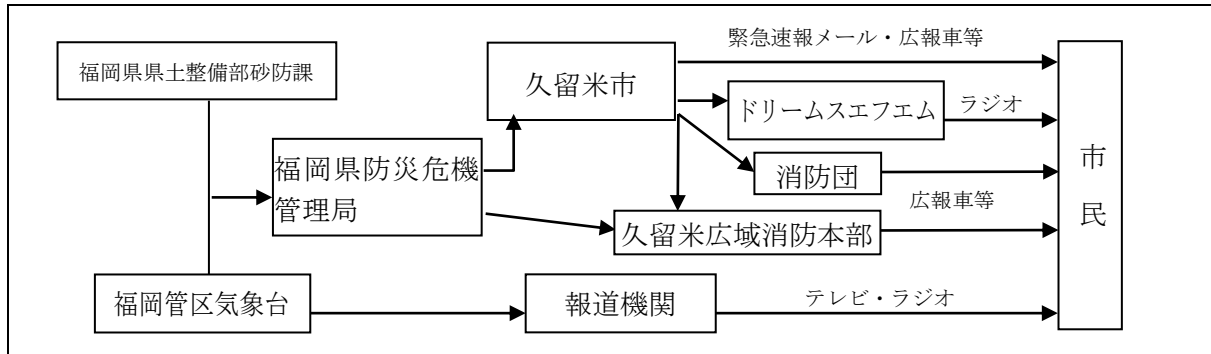 緊急速報メール・広報車等
福岡県県土整備部砂防課
久留米市
ドリームスエフエム
ラジオ
福岡県防災危機
管理局
消防団
広報車等
久留米広域消防本部
市
民
福岡管区気象台
報道機関
テレビ・ラジオ